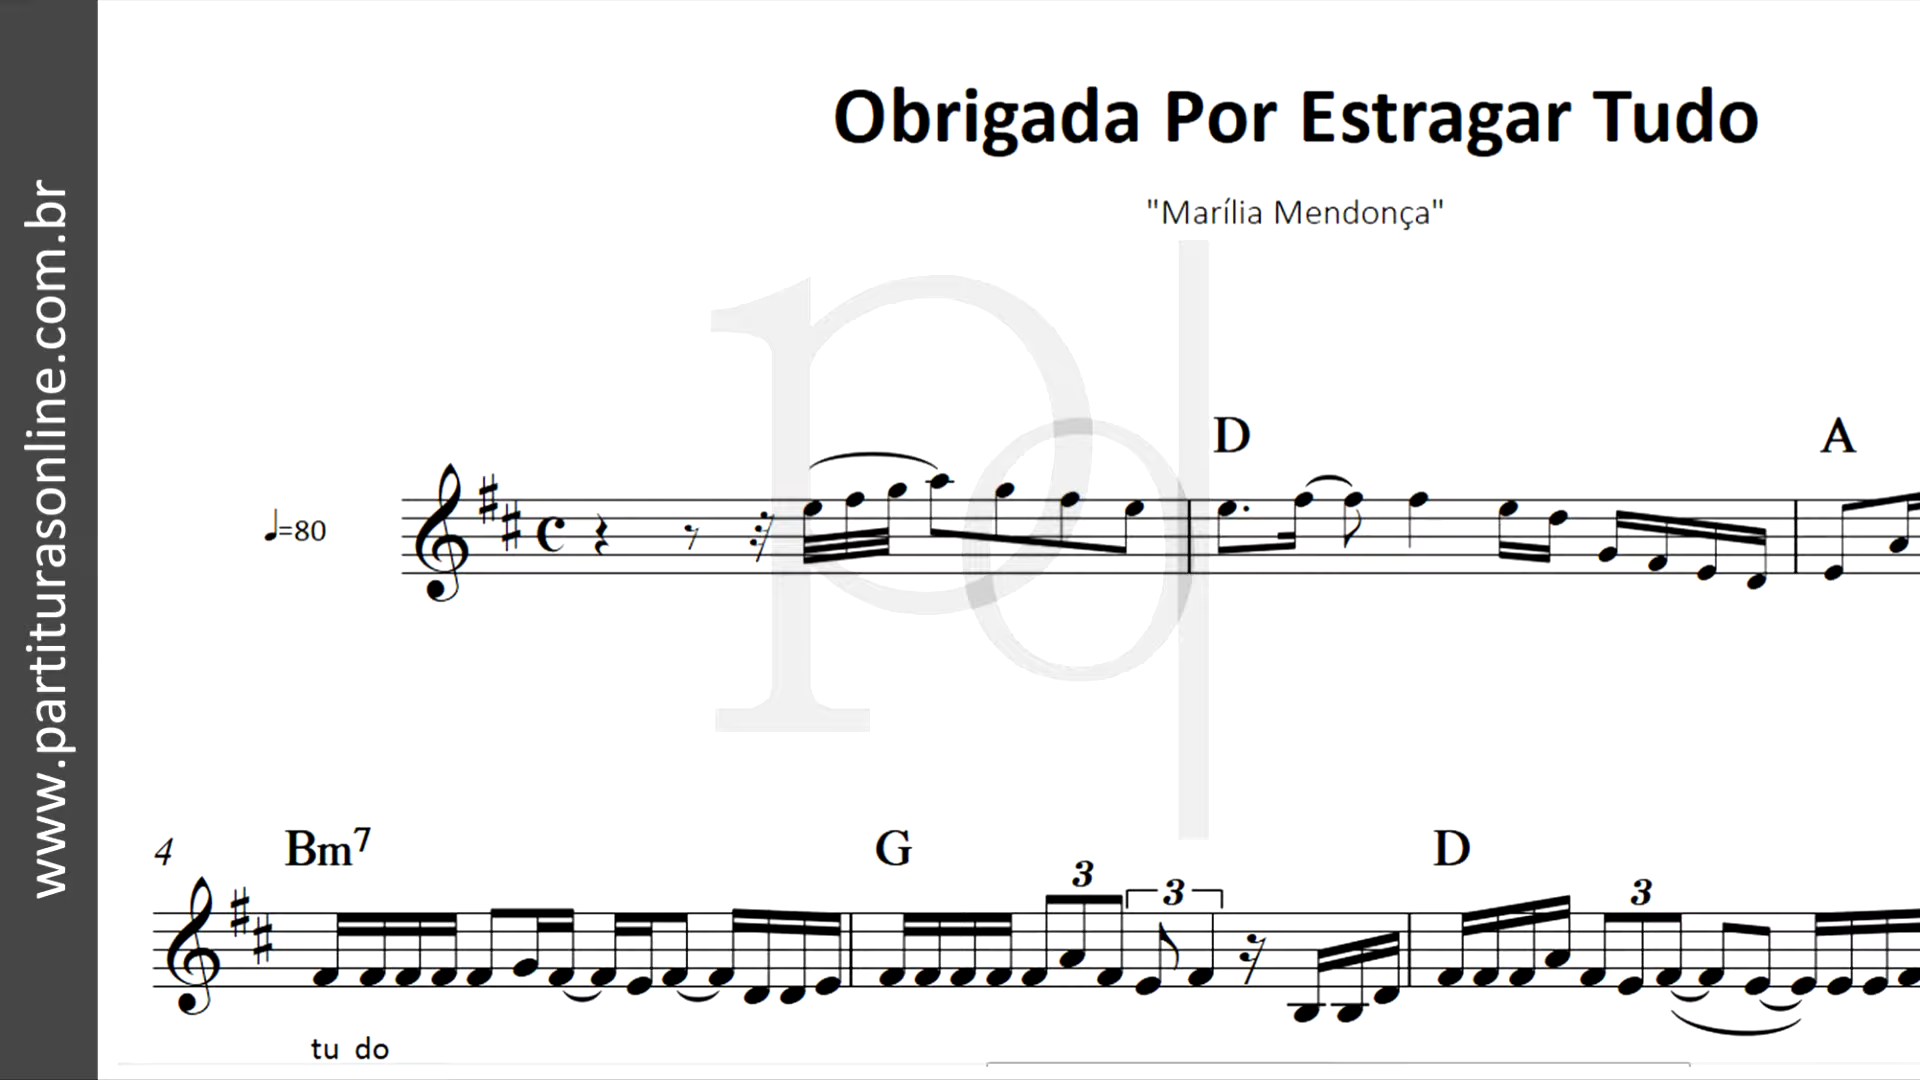 www.partiturasonline.com.br
Obrigada Por Estragar Tudo
"Marília Mendonça"
D
A
♩=80
4
Bm7
G
D
3
3
3
tu do